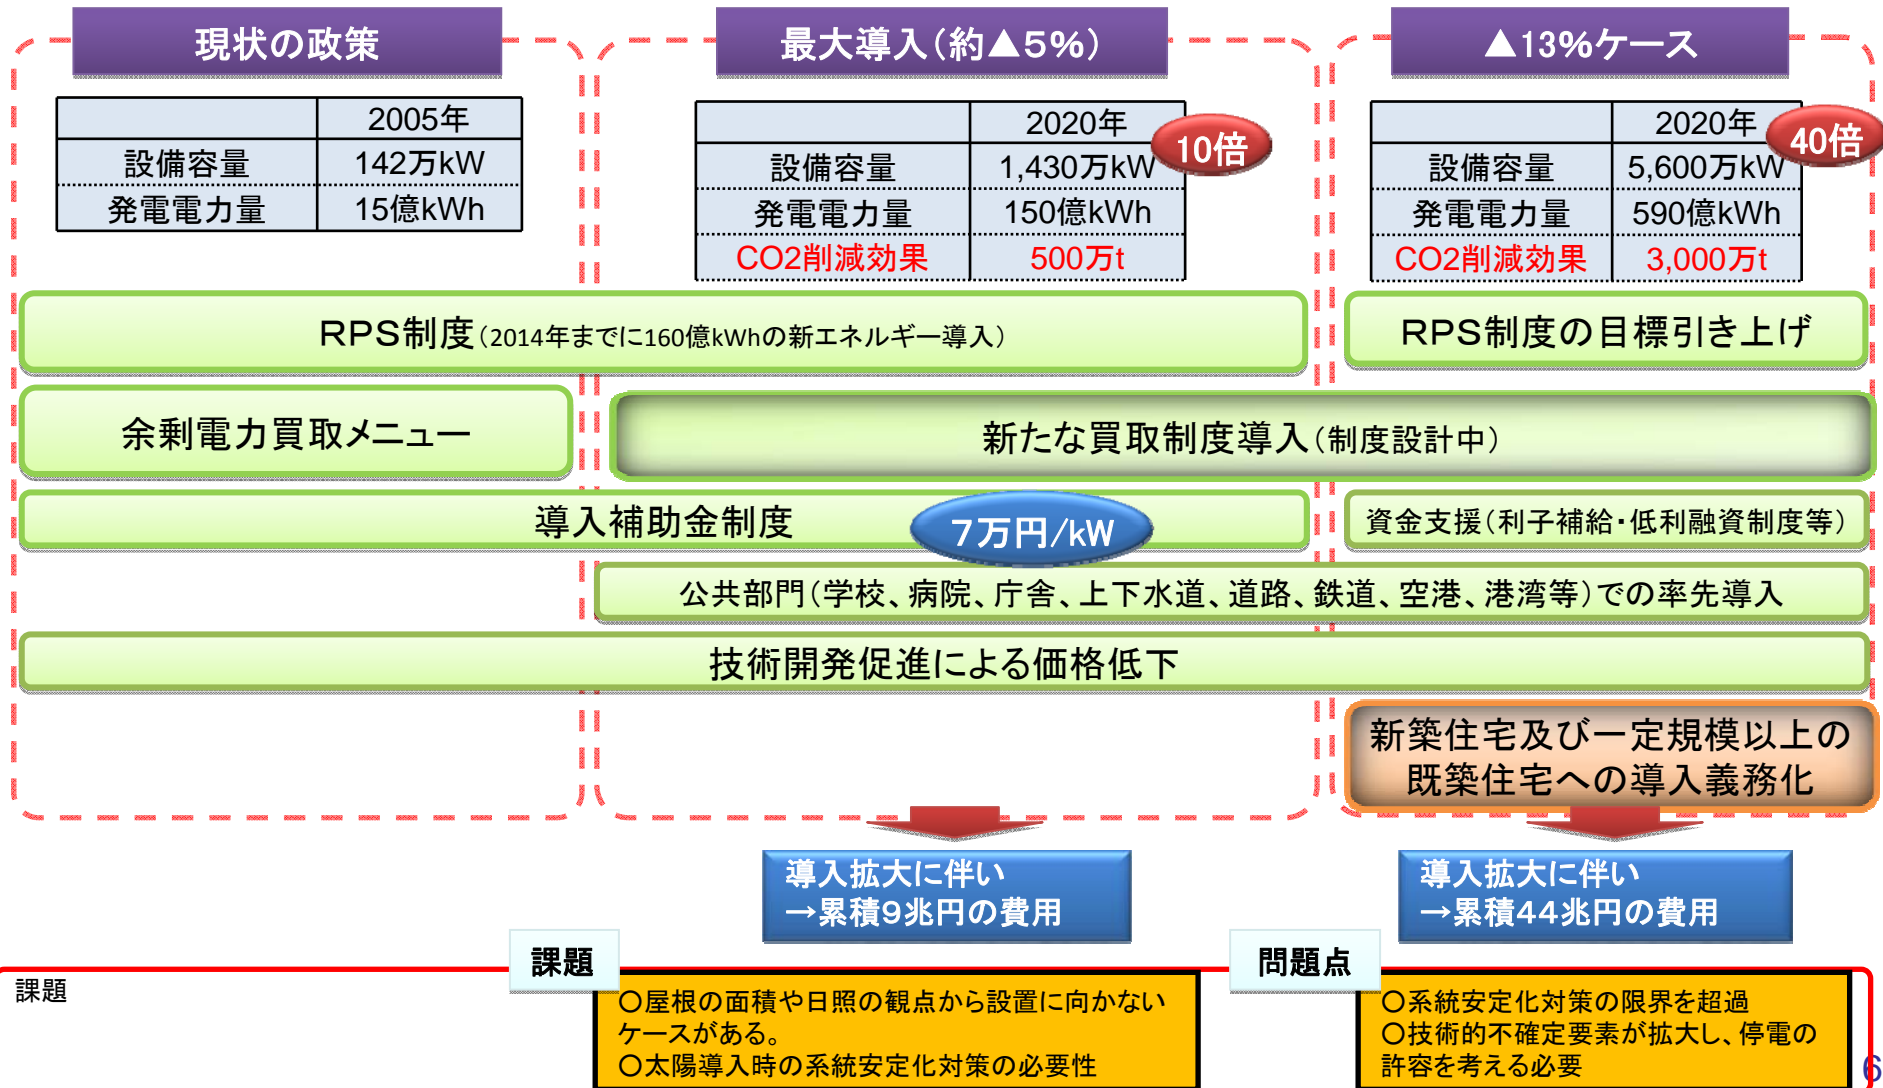 現状の政策
最大導入(約▲5%)
▲13%ケース
2005年
設備容量 142万kW
発電電力量 15億kWh
2020年
設備容量 1,430万kW
発電電力量 150億kWh
CO2削減効果 500万t
10倍
2020年
設備容量 5,600万kW
発電電力量 590億kWh
CO2削減効果 3,000万t
40倍
RPS制度(2014年までに160億kWhの新エネルギー導入)
RPS制度の目標引き上げ
余剰電力買取メニュー
新たな買取制度導入(制度設計中)
導入補助金制度
7万円/kW
資金支援(利子補給・低利融資制度等)
公共部門(学校、病院、庁舎、上下水道、道路、鉄道、空港、港湾等)での率先導入
技術開発促進による価格低下
新築住宅及び一定規模以上の
既築住宅への導入義務化
導入拡大に伴い
→累積9兆円の費用
導入拡大に伴い
→累積44兆円の費用
課題
課題
○屋根の面積や日照の観点から設置に向かない
ケースがある。
○太陽導入時の系統安定化対策の必要性
問題点
○系統安定化対策の限界を超過
○技術的不確定要素が拡大し、停電の
許容を考える必要
6